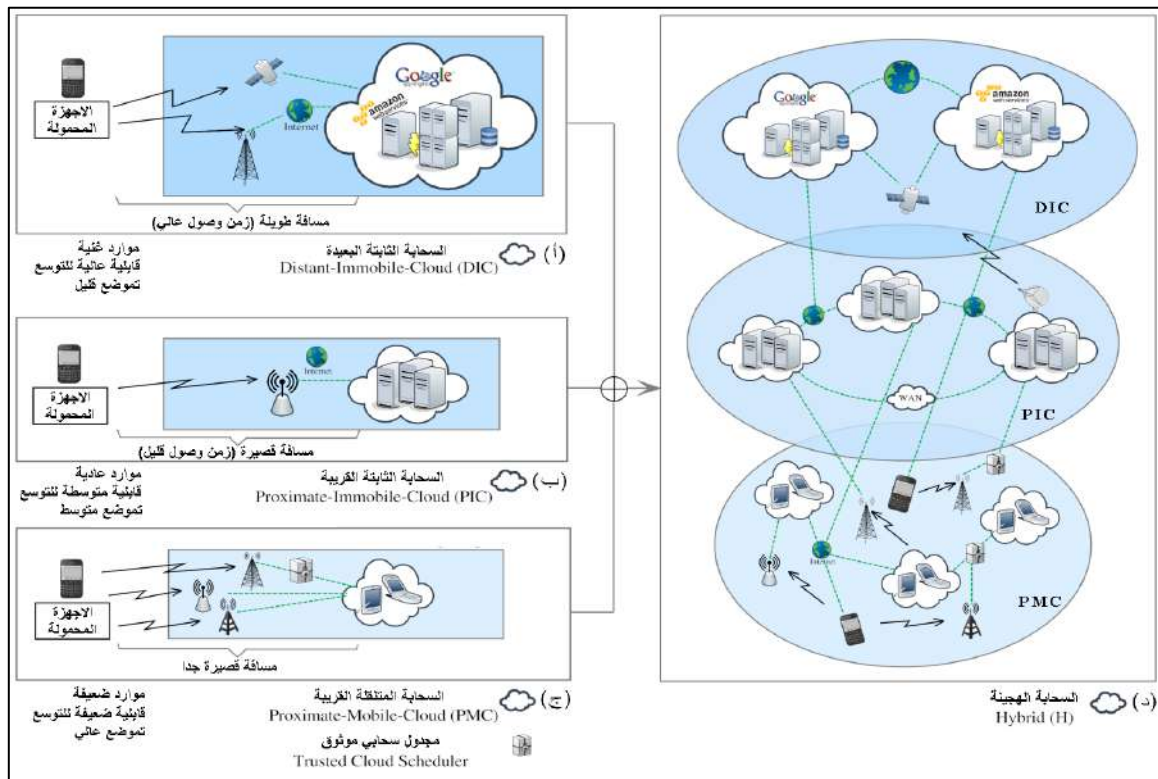 Google
amazon
webservices
Internet
الاجهزة
المحمولة
مسافة طويلة (زمن وصول عالي)
موارد غنية
قابلية عالية للتوسع
تموضع قليل
السحابة الثابتة البعيدة
(أ)
Distant-Immobile-Cloud (DIC)
Internet
الاجهزة
المحمولة
مسافة قصيرة (زمن وصول قليل)
موارد عادية
قابلية متوسطة للتوسع
تموضع متوسط
السحابة الثابتة القريبة
(ب)
Proximate-Immobile-Cloud (PIC)
الاجهزة
المحمولة
مسافة قصيرة جدا
موارد ضعيفة
قابلية ضعيفة للتوسع
تموضع عالي
السحابة المتنقلة القريبة
(ج)
Proximate-Mobile-Cloud (PMC)
مجدول سحابي موثوق
Trusted Cloud Scheduler
Google
amazon
webservices
DIC
WAN
PIC
Internet
PMC
السحابة الهجينة
(د)
Hybrid (H)